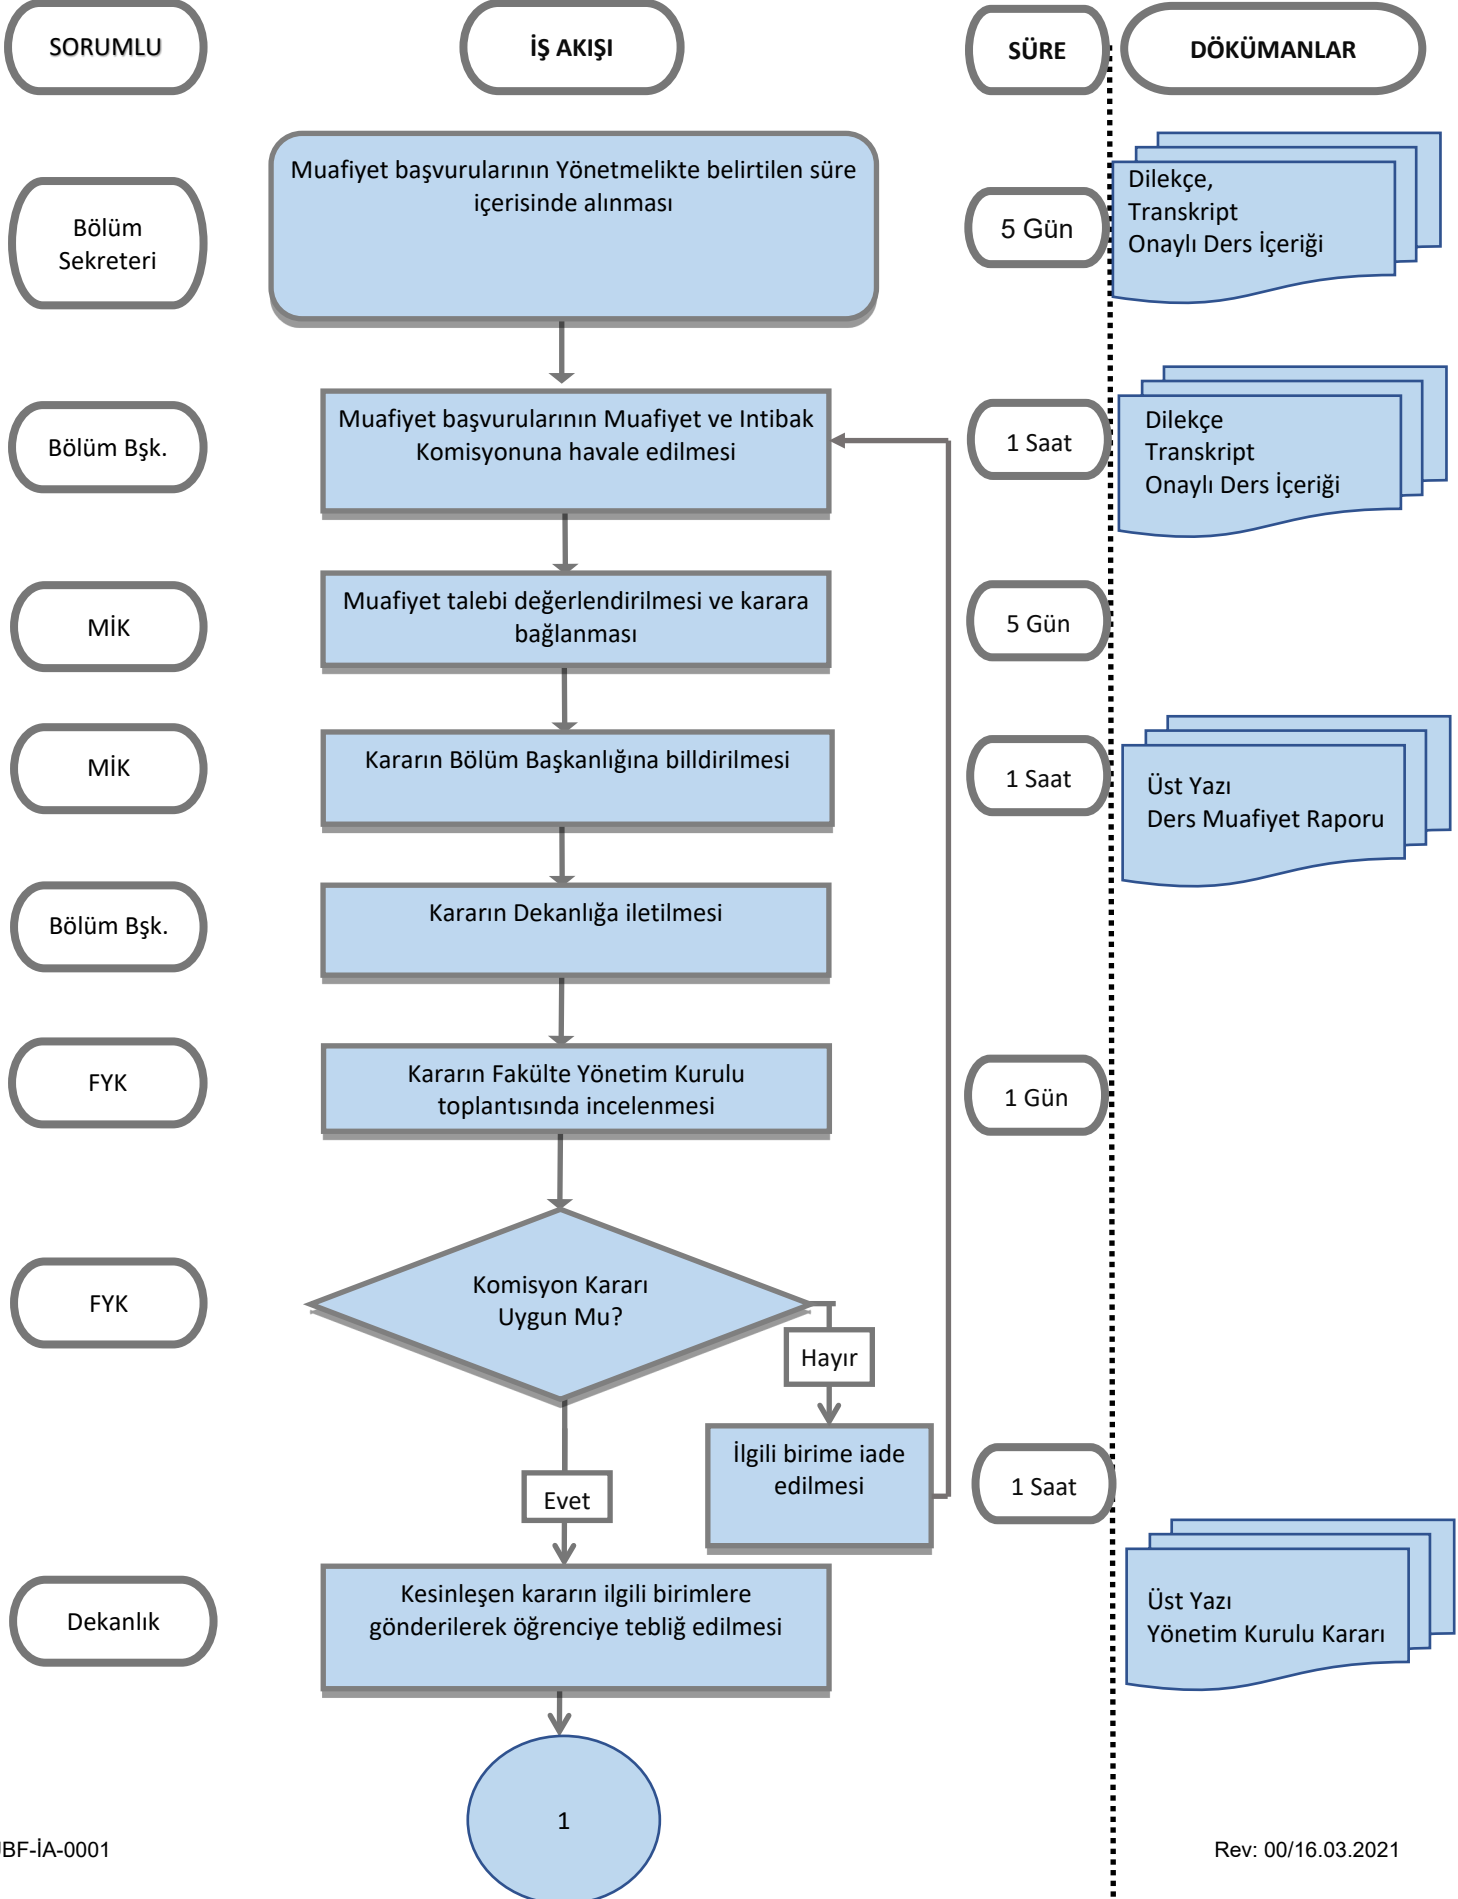 SORUMLU
İŞ AKIŞI
SÜRE
DÖKÜMANLAR
Bölüm
Sekreteri
Muafiyet başvurularının Yönetmelikte belirtilen süre
içerisinde alınması
5 Gün
Dilekçe,
Transkript
Onaylı Ders İçeriği
Bölüm Bşk.
Muafiyet başvurularının Muafiyet ve Intibak
Komisyonuna havale edilmesi
1 Saat
Dilekçe
Transkript
Onaylı Ders İçeriği
MİK
Muafiyet talebi değerlendirilmesi ve karara
bağlanması
5 Gün
MİK
Kararın Bölüm Başkanlığına billdirilmesi
1 Saat
Üst Yazı
Ders Muafiyet Raporu
Bölüm Bşk.
Kararın Dekanlığa iletilmesi
FYK
Kararın Fakülte Yönetim Kurulu
toplantısında incelenmesi
1 Gün
FYK
Komisyon Kararı
Uygun Mu?
Hayır
İlgili birime iade
edilmesi
1 Saat
Evet
Dekanlık
Kesinleşen kararın ilgili birimlere
gönderilerek öğrenciye tebliğ edilmesi
Üst Yazı
Yönetim Kurulu Kararı
1
BF-İA-0001
Rev: 00/16.03.2021